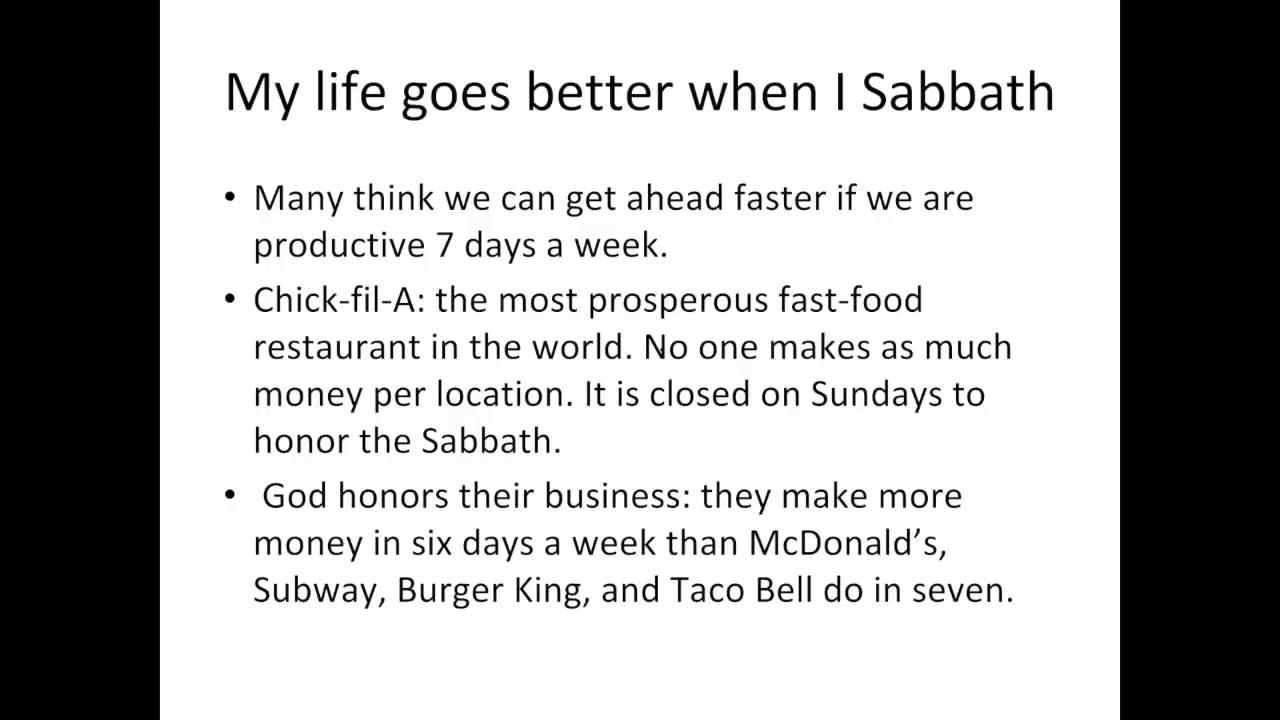 My life goes better when I Sabbath
• Many think we can get ahead faster if we are
productive 7 days a week.
• Chick-fil-A: the most prosperous fast-food
restaurant in the world. No one makes as much
money per location. It is closed on Sundays to
honor the Sabbath.
• God honors their business: they make more
money in six days a week than McDonald’s,
Subway, Burger King, and Taco Bell do in seven.